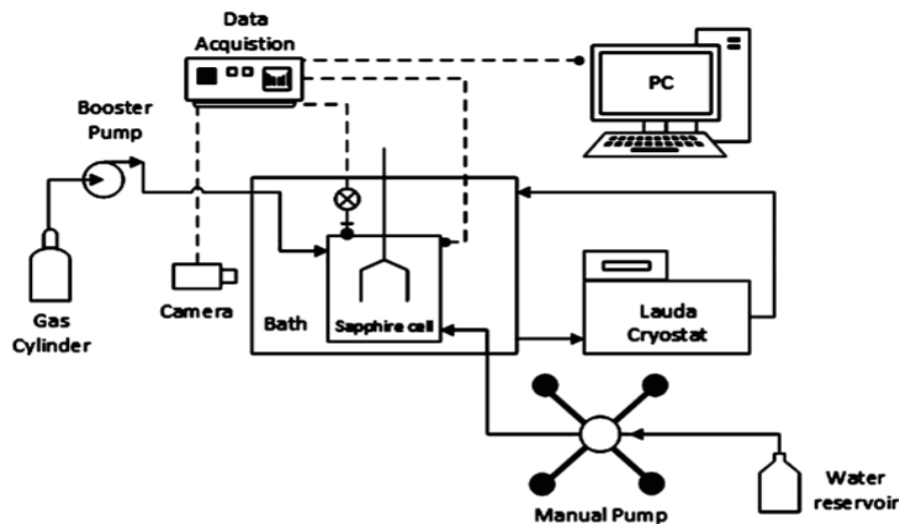 Data
Acquistion
PC
Booster
Pump
Gas
Cylinder
Camera
Bath
Sapphire cell
Lauda
Cryostat
Manual Pump
Water
reservoir